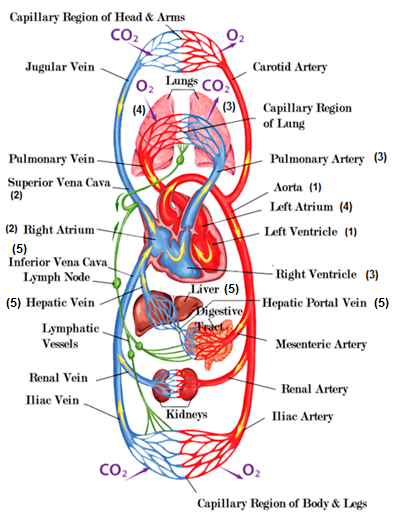 Capillary Region of Head & Arms
CO2
O2
Jugular Vein
Carotid Artery
Lungs
O2
CO2
(4)
(3)
Capillary Region
of Lung
Pulmonary Vein
Pulmonary Artery (3)
Superior Vena Cava
(2)
Aorta (1)
Left Atrium (4)
(2) Right Atrium
Left Ventricle (1)
(5)
Inferior Vena Cava
Right Ventricle (3)
Lymph Node
Liver (5)
(5) Hepatic Vein
Hepatic Portal Vein (5)
Digestive
Tract
Lymphatic
Vessels
Mesenteric Artery
Renal Vein
Renal Artery
Iliac Vein
Kidneys
Iliac Artery
CO2
O2
Capillary Region of Body & Legs